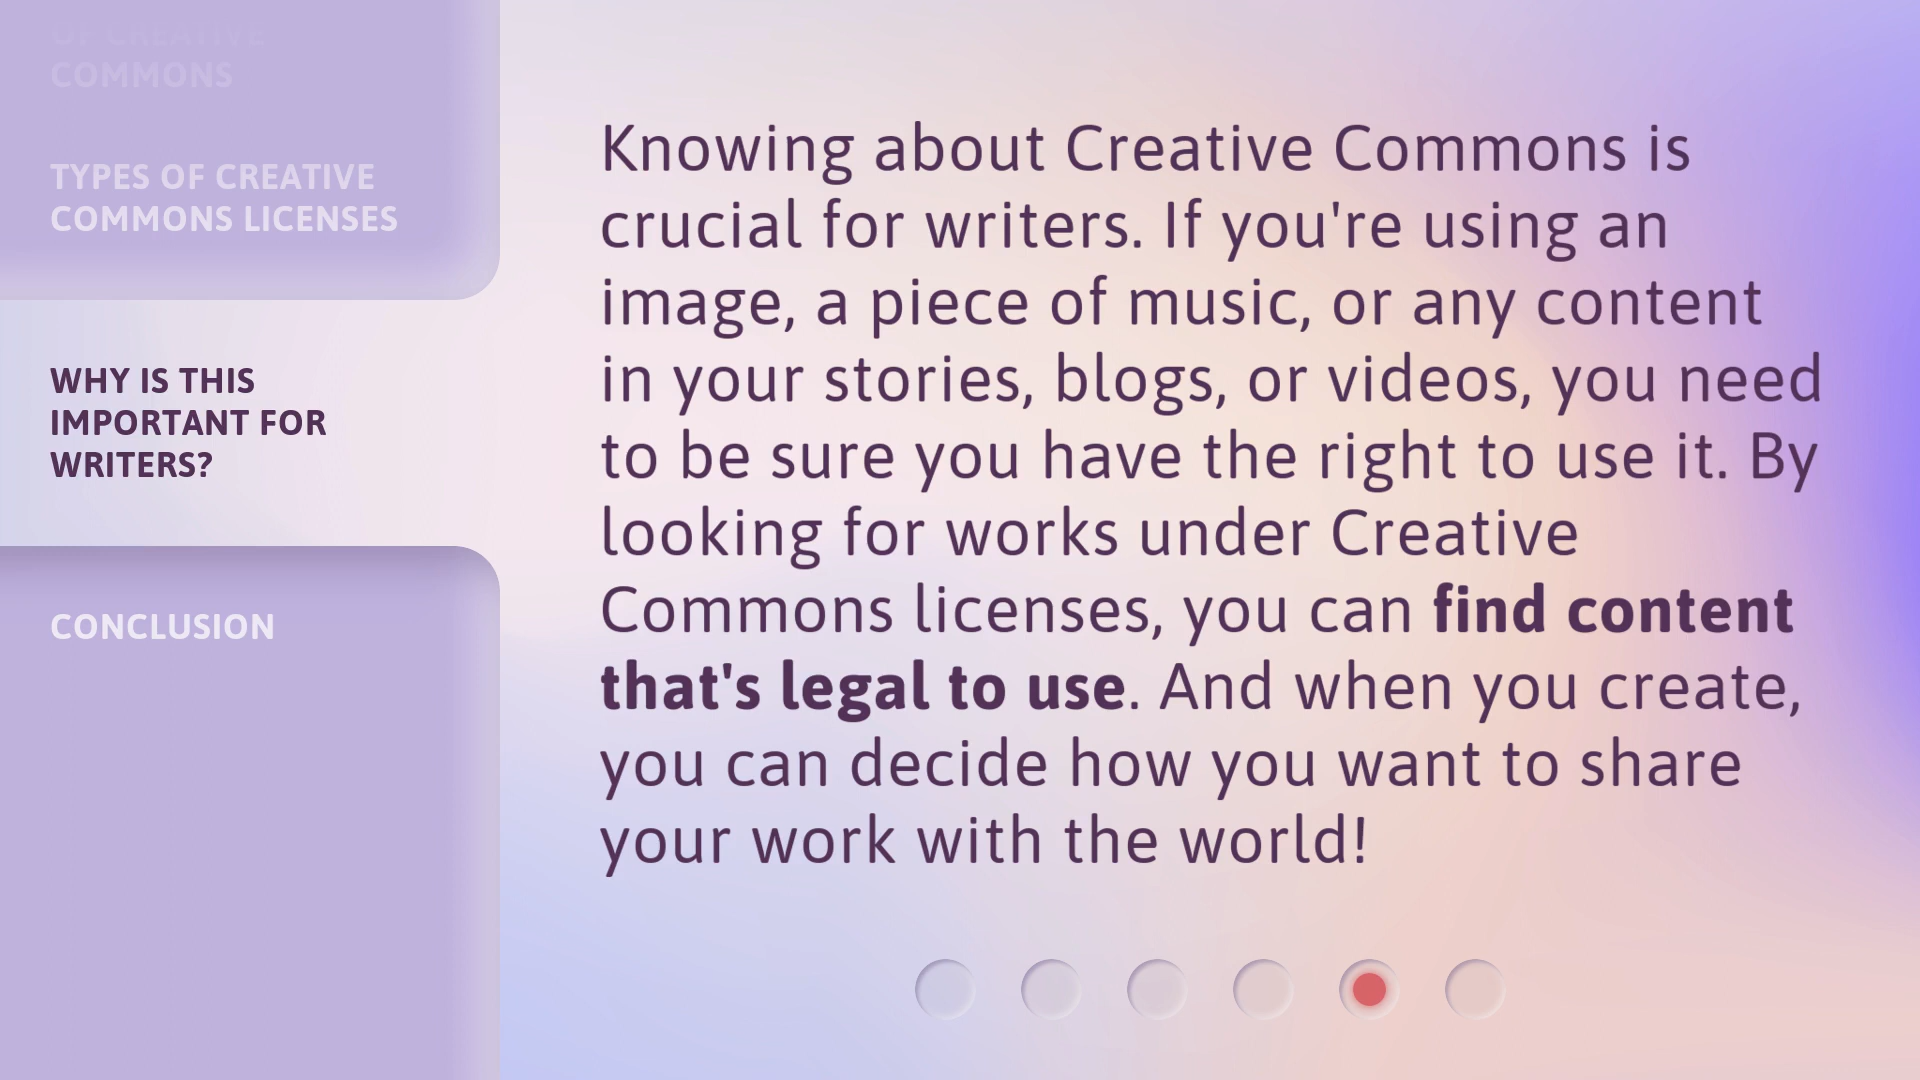 OF CREATIVE
COMMONS
TYPES OF CREATIVE
COMMONS LICENSES
WHY IS THIS
IMPORTANT FOR
WRITERS?
CONCLUSION
Knowing about Creative Commons is
crucial for writers. If you're using an
image, a piece of music, or any content
in your stories, blogs, or videos, you need
to be sure you have the right to use it. By
looking for works under Creative
Commons licenses, you can find content
that's legal to use. And when you create,
you can decide how you want to share
your work with the world!